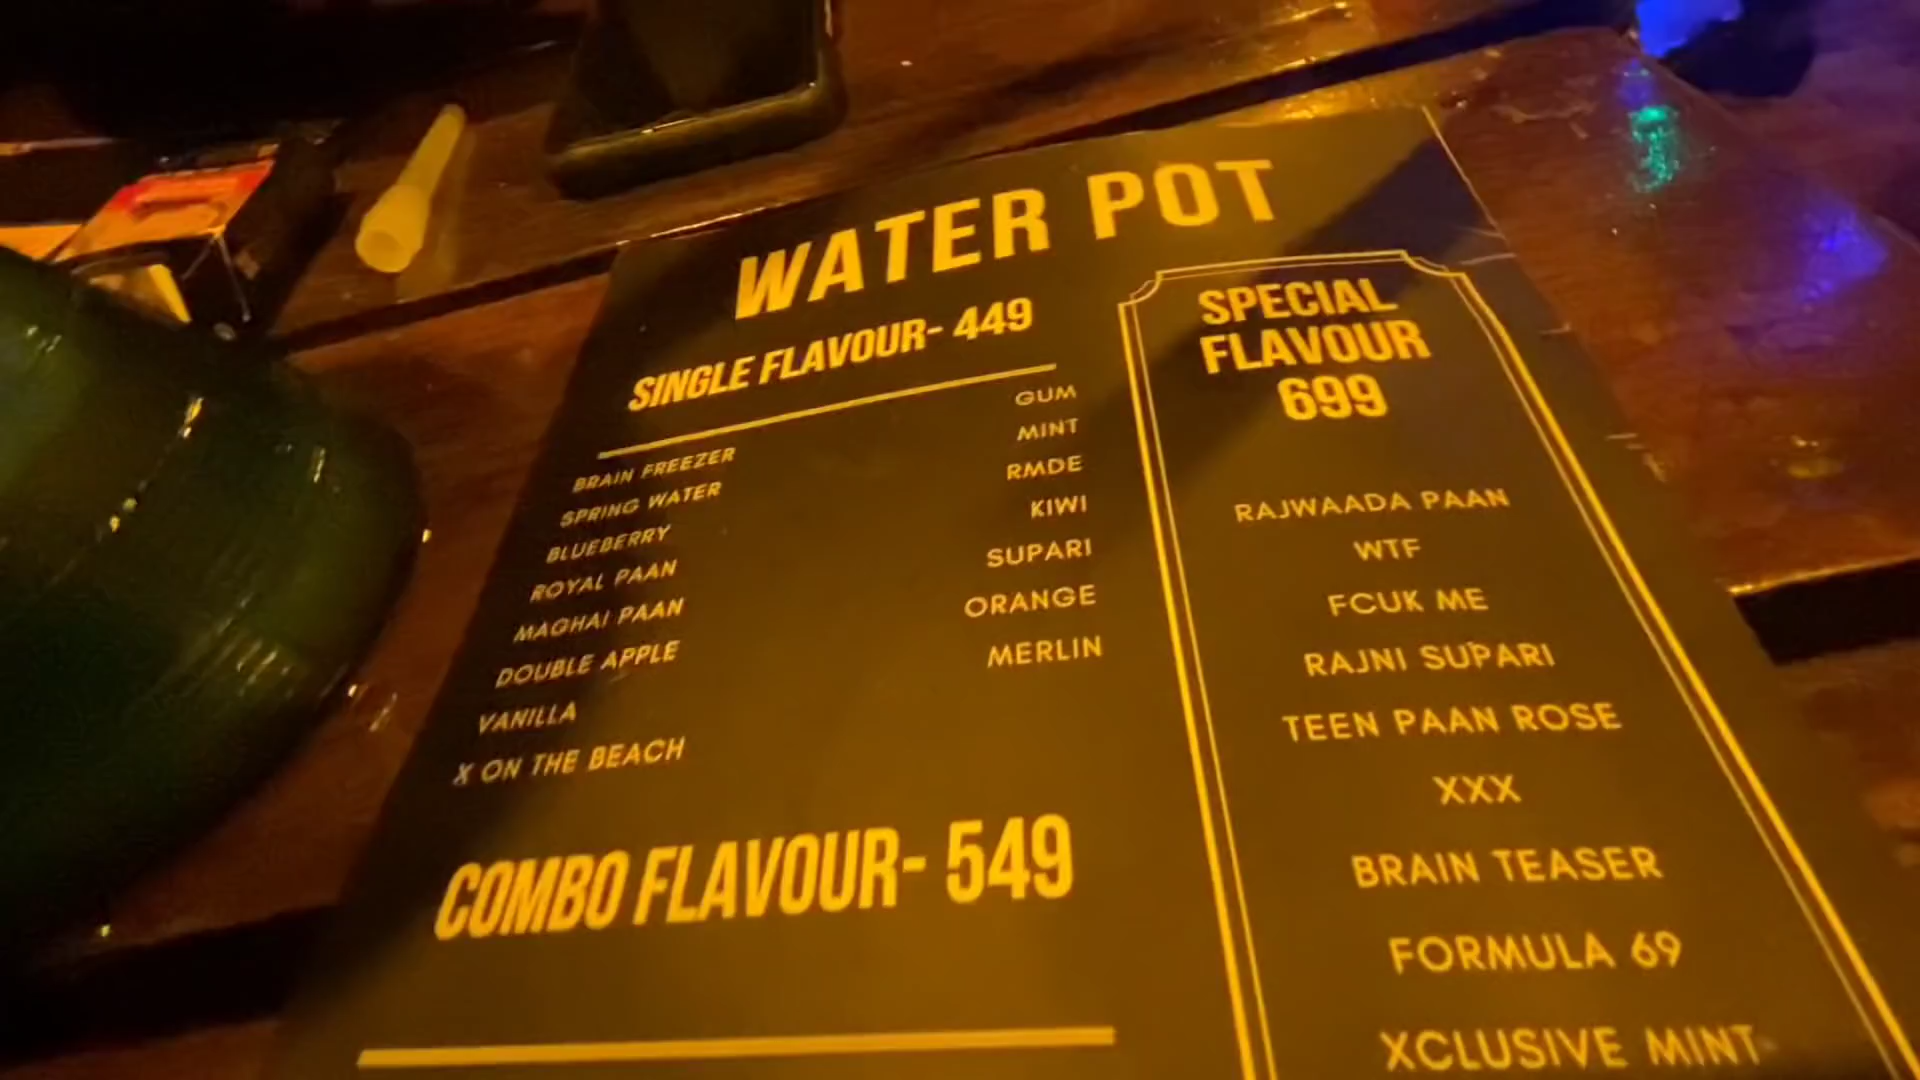 WATER POT
SINGLE FLAVOUR- 449
BRAIN FREEZER
SPRING WATER
BLUEBERRY
ROYAL PAAN
MAGHAI PAAN
DOUBLE APPLE
VANILLA
X ON THE BEACH
GUM
MINT
RMDE
KIWI
SUPARI
ORANGE
MERLIN
COMBO FLAVOUR- 549
SPECIAL
FLAVOUR
699
RAJWAADA PAAN
WTF
FCUK ME
RAJNI SUPARI
TEEN PAAN ROSE
XXX
BRAIN TEASER
FORMULA 69
XCLUSIVE MINT